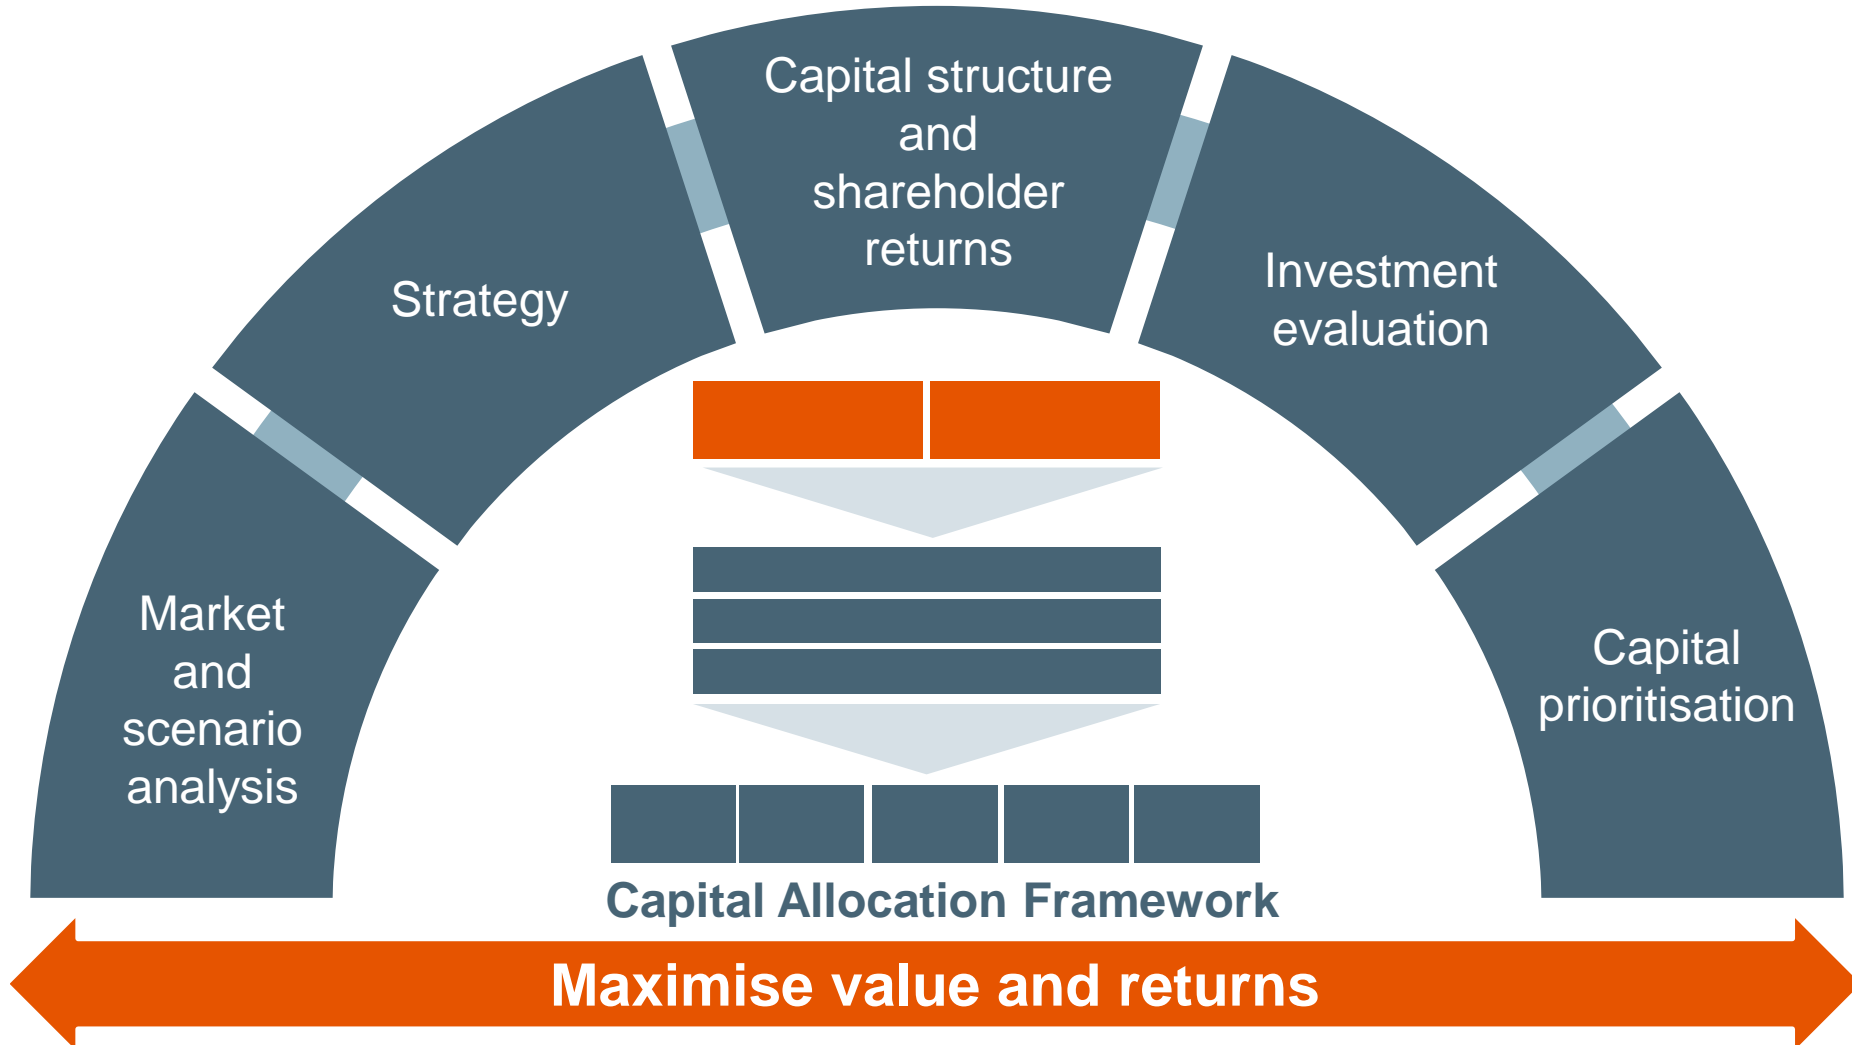 Capital structure
and
shareholder
returns
Strategy
Investment
evaluation
Market
and
scenario
analysis
Capital
prioritisation
Capital Allocation Framework
Maximise value and returns